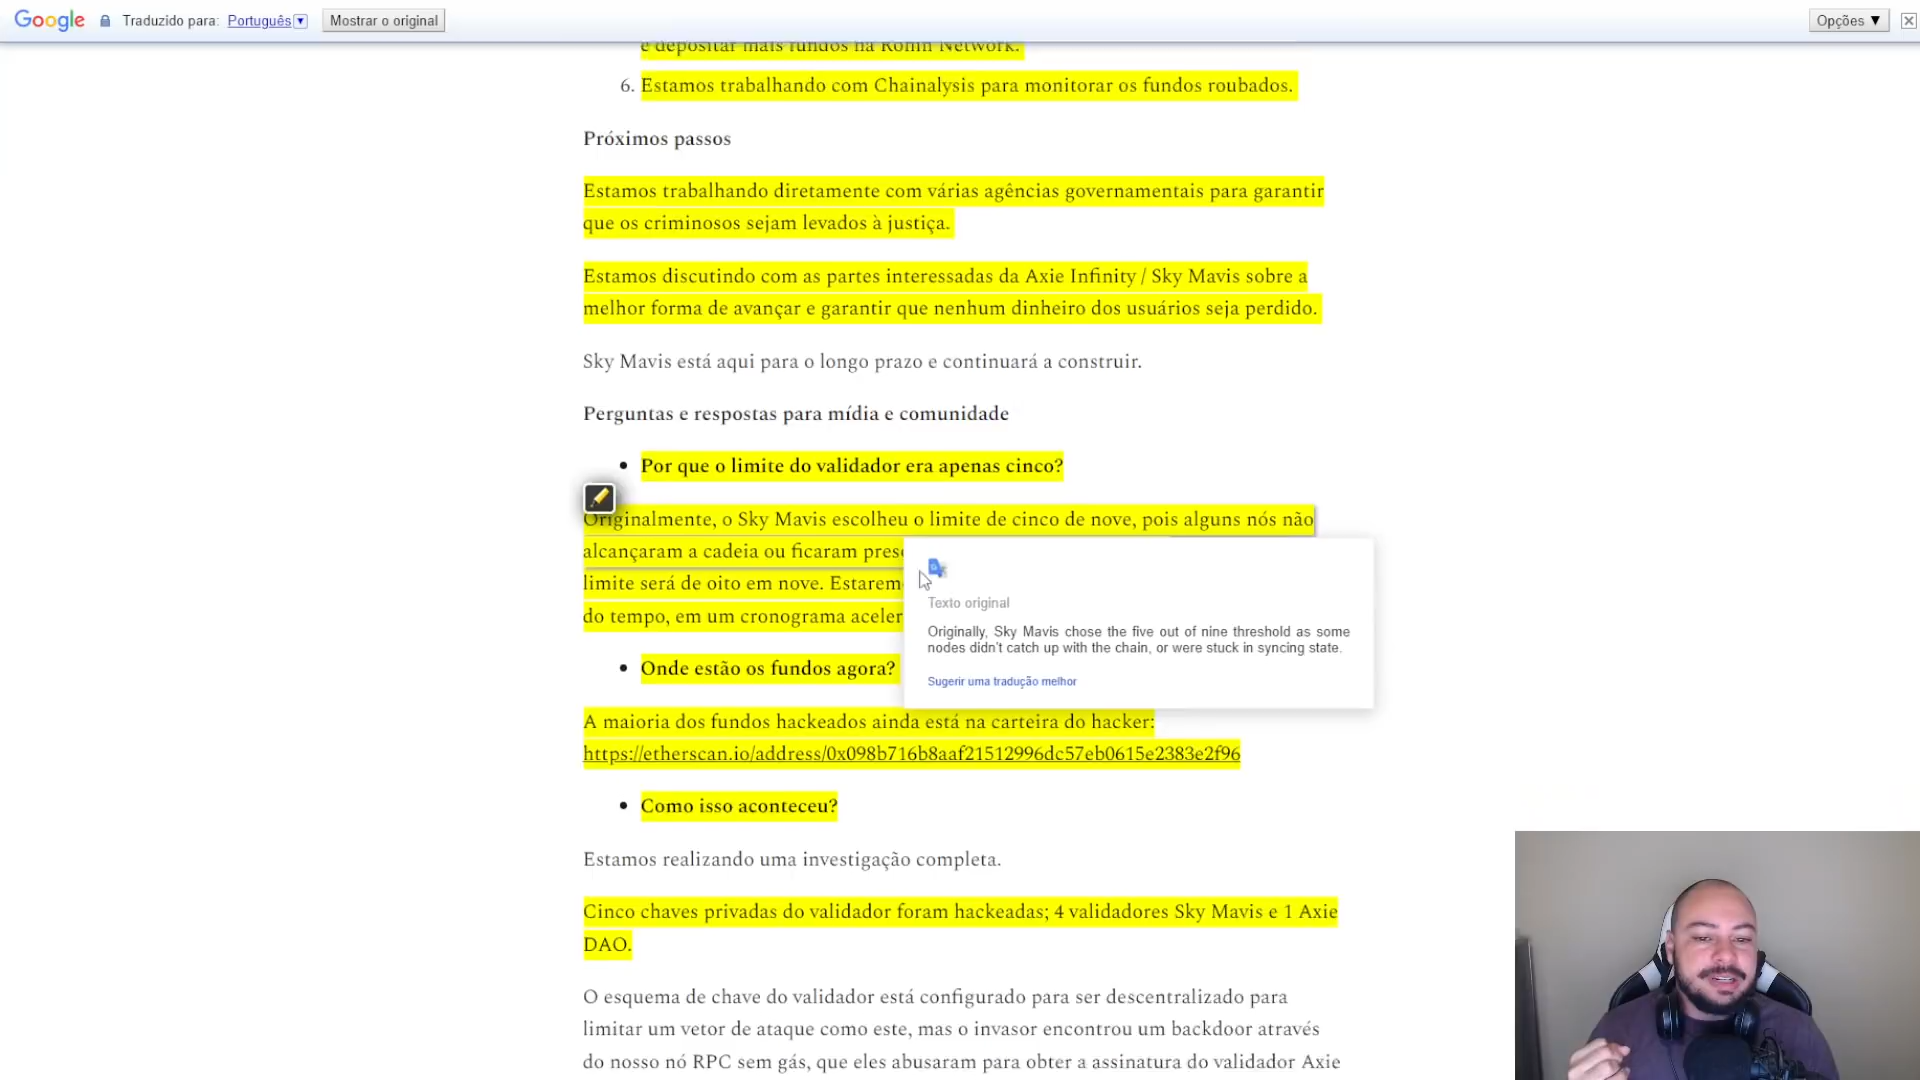 Google Traduzido para: Português ▼ Mostrar o original Opções ▼
e depositar mais fundos na Ronin Network.
6. Estamos trabalhando com Chainalysis para monitorar os fundos roubados.
Próximos passos
Estamos trabalhando diretamente com várias agências governamentais para garantir
que os criminosos sejam levados à justiça.
Estamos discutindo com as partes interessadas da Axie Infinity / Sky Mavis sobre a
melhor forma de avançar e garantir que nenhum dinheiro dos usuários seja perdido.
Sky Mavis está aqui para o longo prazo e continuará a construir.
Perguntas e respostas para mídia e comunidade
• Por que o limite do validador era apenas cinco?
Originalmente, o Sky Mavis escolheu o limite de cinco de nove, pois alguns nós não
alcançaram a cadeia ou ficaram
limite será de oito em nove.
do tempo, em um cronograma
Texto original
Originally, Sky Mavis chose the five out of nine threshold as some
nodes didn't catch up with the chain, or were stuck in syncing state.
Sugerir uma tradução melhor
• Onde estão os fundos agora?
A maioria dos fundos hackeados ainda está na carteira do hacker:
https://etherscan.io/address/0x098b716b8aaf21512996dc57eb0615e2383e2f96
• Como isso aconteceu?
Estamos realizando uma investigação completa.
Cinco chaves privadas do validador foram hackeadas; 4 validadores Sky Mavis e 1 Axie
DAO.
O esquema de chave do validador está configurado para ser descentralizado para
limitar um vetor de ataque como este, mas o invasor encontrou um backdoor através
do nosso nó RPC sem gás, que eles abusaram para obter a assinatura do validador Axie